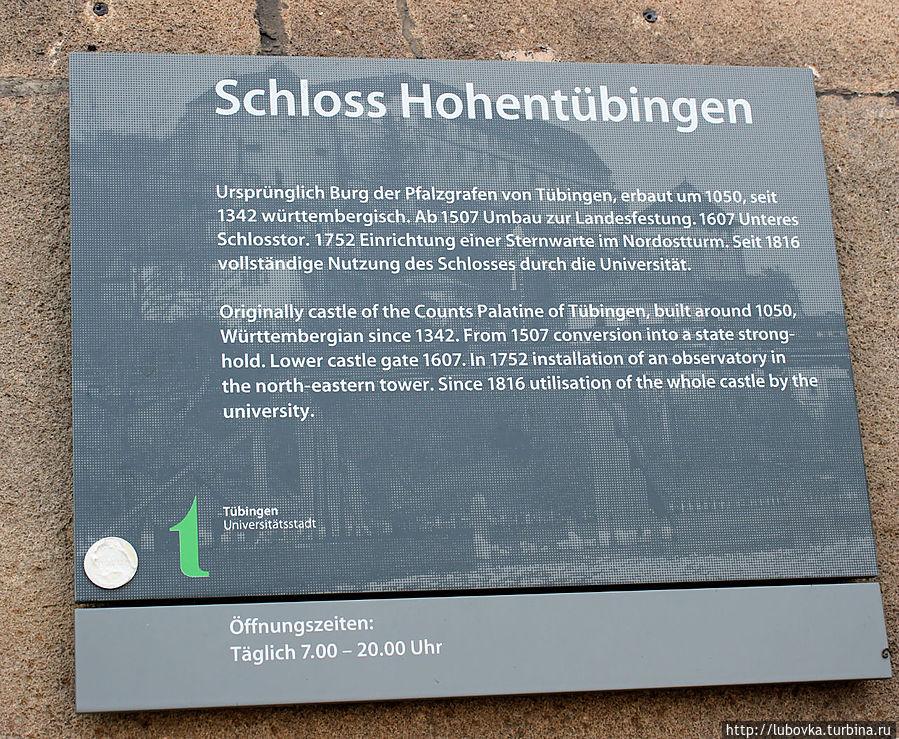 Schloss Hohentübingen
Ursprünglich Burg der Pfalzgrafen von Tübingen, erbaut um 1050, seit
1342 württembergisch. Ab 1507 Umbau zur Landesfestung. 1607 Unteres
Schlosstor. 1752 Einrichtung einer Sternwarte im Nordostturm. Seit 1816
vollständige Nutzung des Schlosses durch die Universität.
Originally castle of the Counts Palatine of Tübingen, built around 1050,
Württembergian since 1342. From 1507 conversion into a state strong-
hold. Lower castle gate 1607. In 1752 installation of an observatory in
the north-eastern tower. Since 1816 utilisation of the whole castle by the
university.
t
Tübingen
Universitätsstadt
Öffnungszeiten:
Täglich 7.00 – 20.00 Uhr
http://lubovka.turbina.ru